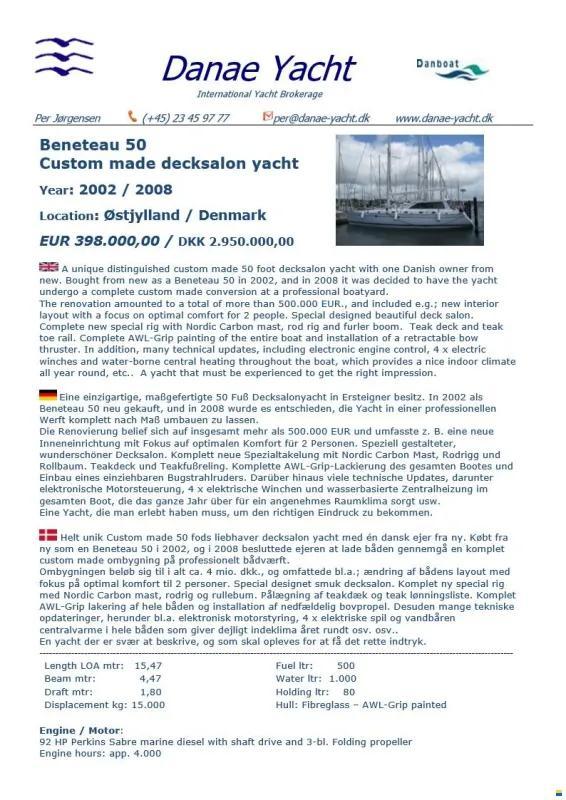 Danae Yacht
Danboat
International Yacht Brokerage
Per Jørgensen (+45) 23 45 97 77 per@danae-yacht.dk www.danae-yacht.dk
Beneteau 50
Custom made decksalon yacht
Year: 2002 / 2008
Location: Østjylland / Denmark
EUR 398.000,00 / DKK 2.950.000,00
A unique distinguished custom made 50 foot decksalon yacht with one Danish owner from
new. Bought from new as a Beneteau 50 in 2002, and in 2008 it was decided to have the yacht
undergo a complete custom made conversion at a professional boatyard.
The renovation amounted to a total of more than 500.000 EUR., and included e.g.; new interior
layout with a focus on optimal comfort for 2 people. Special designed beautiful deck salon.
Complete new special rig with Nordic Carbon mast, rod rig and furler boom.  Teak deck and teak
toe rail. Complete AWL-Grip painting of the entire boat and installation of a retractable bow
thruster. In addition, many technical updates, including electronic engine control, 4 x electric
winches and water-borne central heating throughout the boat, which provides a nice indoor climate
all year round, etc..  A yacht that must be experienced to get the right impression.
Eine einzigartige, maßgefertigte 50 Fuß Decksalonyacht in Ersteigner besitz. In 2002 als
Beneteau 50 neu gekauft, und in 2008 wurde es entschieden, die Yacht in einer professionellen
Werft komplett nach Maß umbauen zu lassen.
Die Renovierung belief sich auf insgesamt mehr als 500.000 EUR und umfasste z. B. eine neue
Inneneinrichtung mit Fokus auf optimalen Komfort für 2 Personen. Speziell gestalteter,
wunderschöner Decksalon. Komplett neue Spezialtakelung mit Nordic Carbon Mast, Rodrigg und
Rollbaum. Teakdeck und Teakfußreling. Komplette AWL-Grip-Lackierung des gesamten Bootes und
Einbau eines einziehbaren Bugstrahlruders. Darüber hinaus viele technische Updates, darunter
elektronische Motorsteuerung, 4 x elektrische Winchen und wasserbasierte Zentralheizung im
gesamten Boot, die das ganze Jahr über für ein angenehmes Raumklima sorgt usw.
Eine Yacht, die man erlebt haben muss, um den richtigen Eindruck zu bekommen.
Helt unik Custom made 50 fods liebhaver decksalon yacht med én dansk ejer fra ny. Købt fra
ny som en Beneteau 50 i 2002, og i 2008 besluttede ejeren at lade båden gennemgå en komplet
custom made ombygning på professionelt bådværft.
Ombygningen beløb sig til i alt ca. 4 mio. dkk., og omfattede bl.a.; ændring af bådens layout med
fokus på optimal komfort til 2 personer. Special designet smuk decksalon. Komplet ny special rig
med Nordic Carbon mast, rodrig og rullebum. Pålægning af teakdæk og teak lønningsliste. Komplet
AWL-Grip lakering af hele båden og installation af nedfældelig bovpropel. Desuden mange tekniske
opdateringer, herunder bl.a. elektronisk motorstyring, 4 x elektriske spil og vandbåren
centralvarme i hele båden som giver dejligt indeklima året rundt osv. osv..
En yacht der er svær at beskrive, og som skal opleves for at få det rette indtryk.
Length LOA mtr: 15,47 Fuel ltr: 500
Beam mtr: 4,47 Water ltr: 1.000
Draft mtr: 1,80 Holding ltr: 80
Displacement kg: 15.000 Hull: Fibreglass – AWL-Grip painted
Engine / Motor:
92 HP Perkins Sabre marine diesel with shaft drive and 3-bl. Folding propeller
Engine hours: app. 4.000